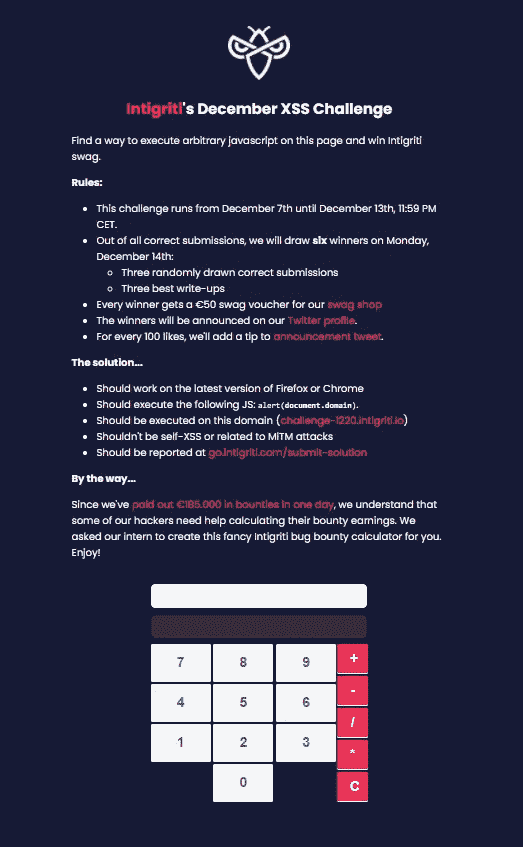 Intigriti's December XSS Challenge
Find a way to execute arbitrary javascript on this page and win Intigriti
swag.
Rules:
This challenge runs from December 7th until December 13th, 11:59 PM
CET.
Out of all correct submissions, we will draw six winners on Monday,
December 14th:
Three randomly drawn correct submissions
Three best write-ups
Every winner gets a €50 swag voucher for our swag shop
The winners will be announced on our Twitter profile.
For every 100 likes, we'll add a tip to announcement tweet.
The solution...
Should work on the latest version of Firefox or Chrome
Should execute the following JS: alert(document.domain).
Should be executed on this domain (challenge-1220.intigriti.io)
Shouldn't be self-XSS or related to MiTM attacks
Should be reported at go.intigriti.com/submit-solution
By the way...
Since we've paid out €185.000 in bounties in one day, we understand that
some of our hackers need help calculating their bounty earnings. We
asked our intern to create this fancy Intigriti bug bounty calculator for you.
Enjoy!
7 8 9 +
-
4 5 6
/
1 2 3
*
0 C